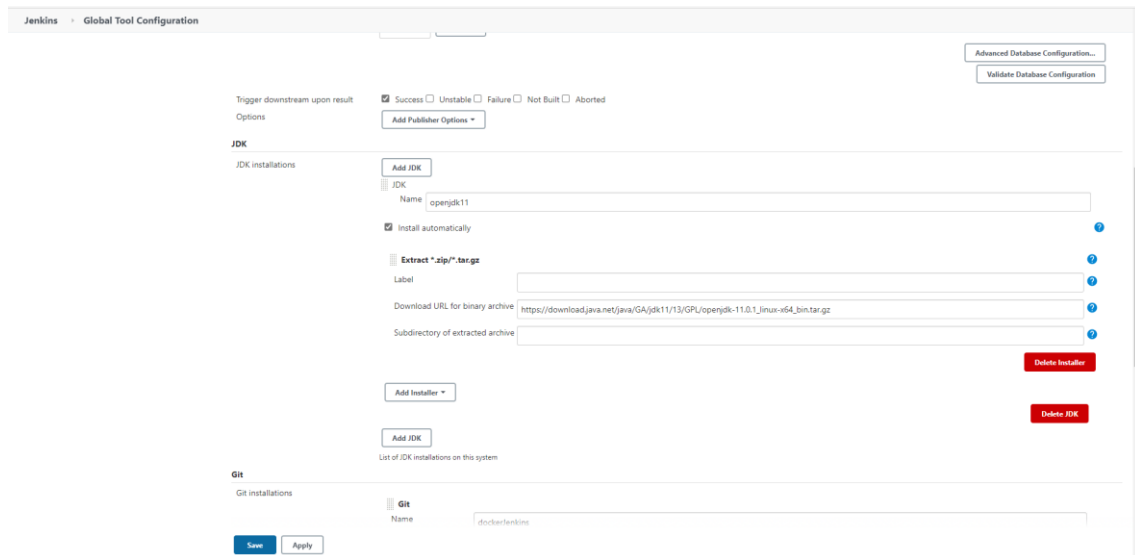 Jenkins Global Tool Configuration
Advanced Database Configuration...
Validate Database Configuration
Trigger downstream upon result Success Unstable Failure Not Built Aborted
Options Add Publisher Options
JDK
JDK installations Add JDK
JDK
Name openjdk11
Install automatically
Extract *.zip/*.tar.gz
Label
Download URL for binary archive https://download.java.net/java/GA/jdk11/13/GPL/openjdk-11.0.1_linux-x64_bin.tar.gz
Subdirectory of extracted archive
Delete Installer
Add Installer
Delete JDK
Add JDK
List of JDK installations on this system
Git
Git installations
Git
Name dockerJenkins
Save Apply